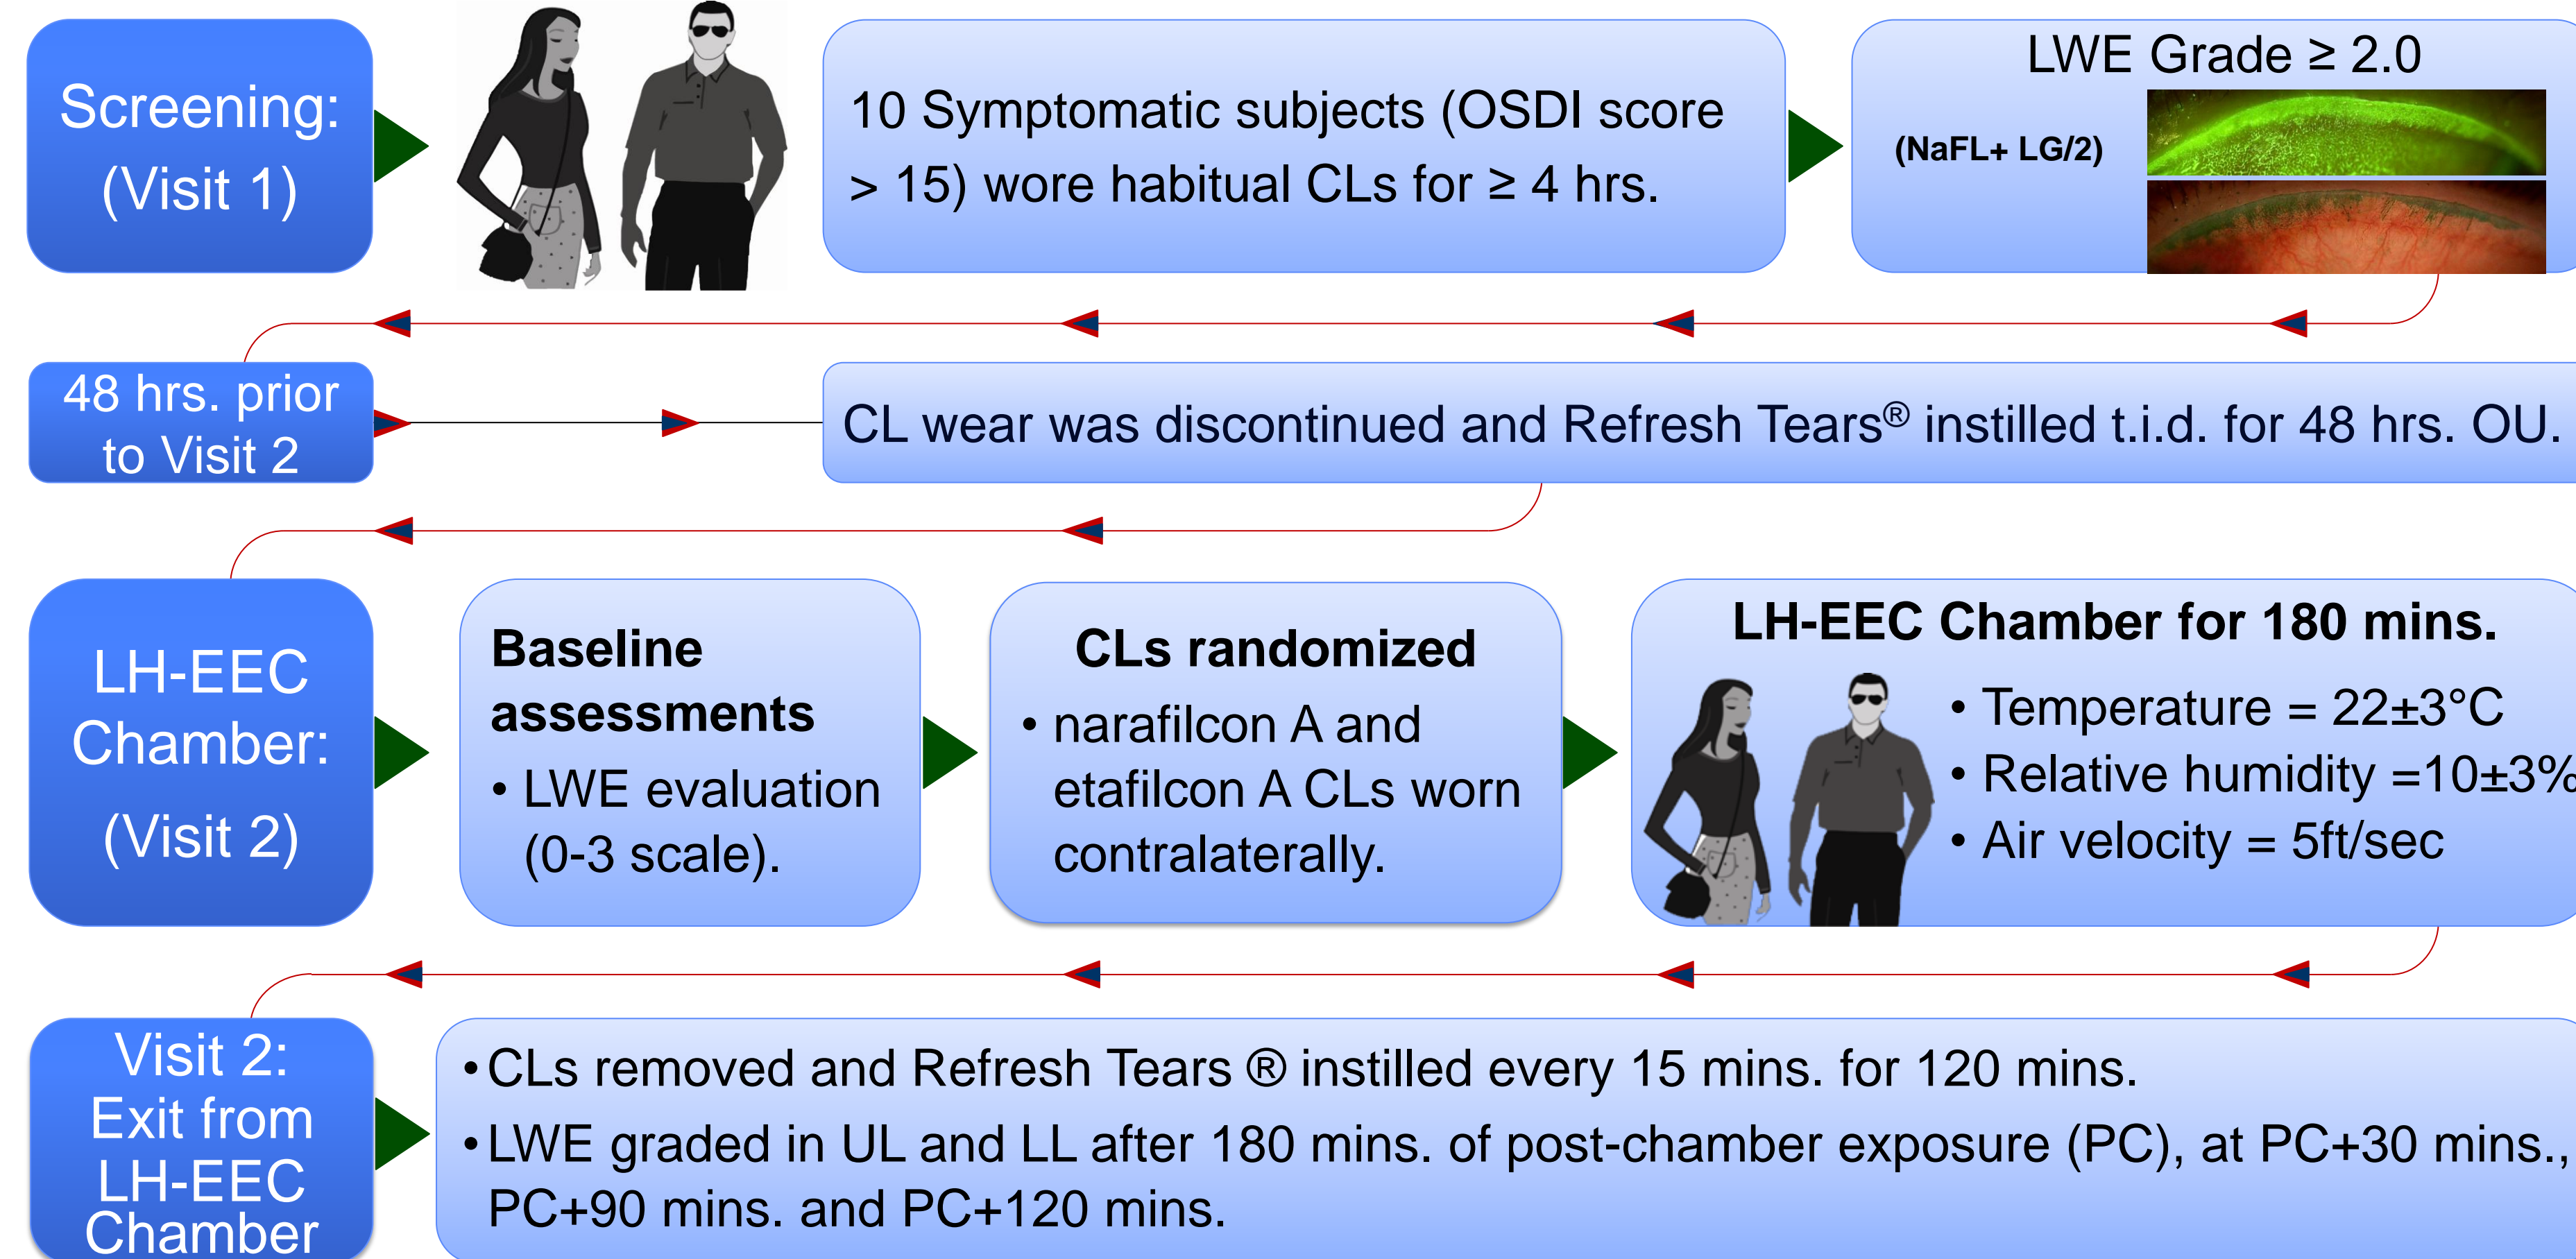 Screening:
(Visit 1)
10 Symptomatic subjects (OSDI score
> 15) wore habitual CLs for ≥ 4 hrs.
LWE Grade ≥ 2.0
(NaFL+ LG/2)
48 hrs. prior
to Visit 2
CL wear was discontinued and Refresh Tears® instilled t.i.d. for 48 hrs. OU.
LH-EEC
Chamber:
(Visit 2)
Baseline
assessments
• LWE evaluation
(0-3 scale).
CLs randomized
• narafilcon A and
etafilcon A CLs worn
contralaterally.
LH-EEC Chamber for 180 mins.
• Temperature = 22±3°C
• Relative humidity =10±3%
• Air velocity = 5ft/sec
Visit 2:
Exit from
LH-EEC
Chamber
• CLs removed and Refresh Tears ® instilled every 15 mins. for 120 mins.
• LWE graded in UL and LL after 180 mins. of post-chamber exposure (PC), at PC+30 mins.,
PC+90 mins. and PC+120 mins.